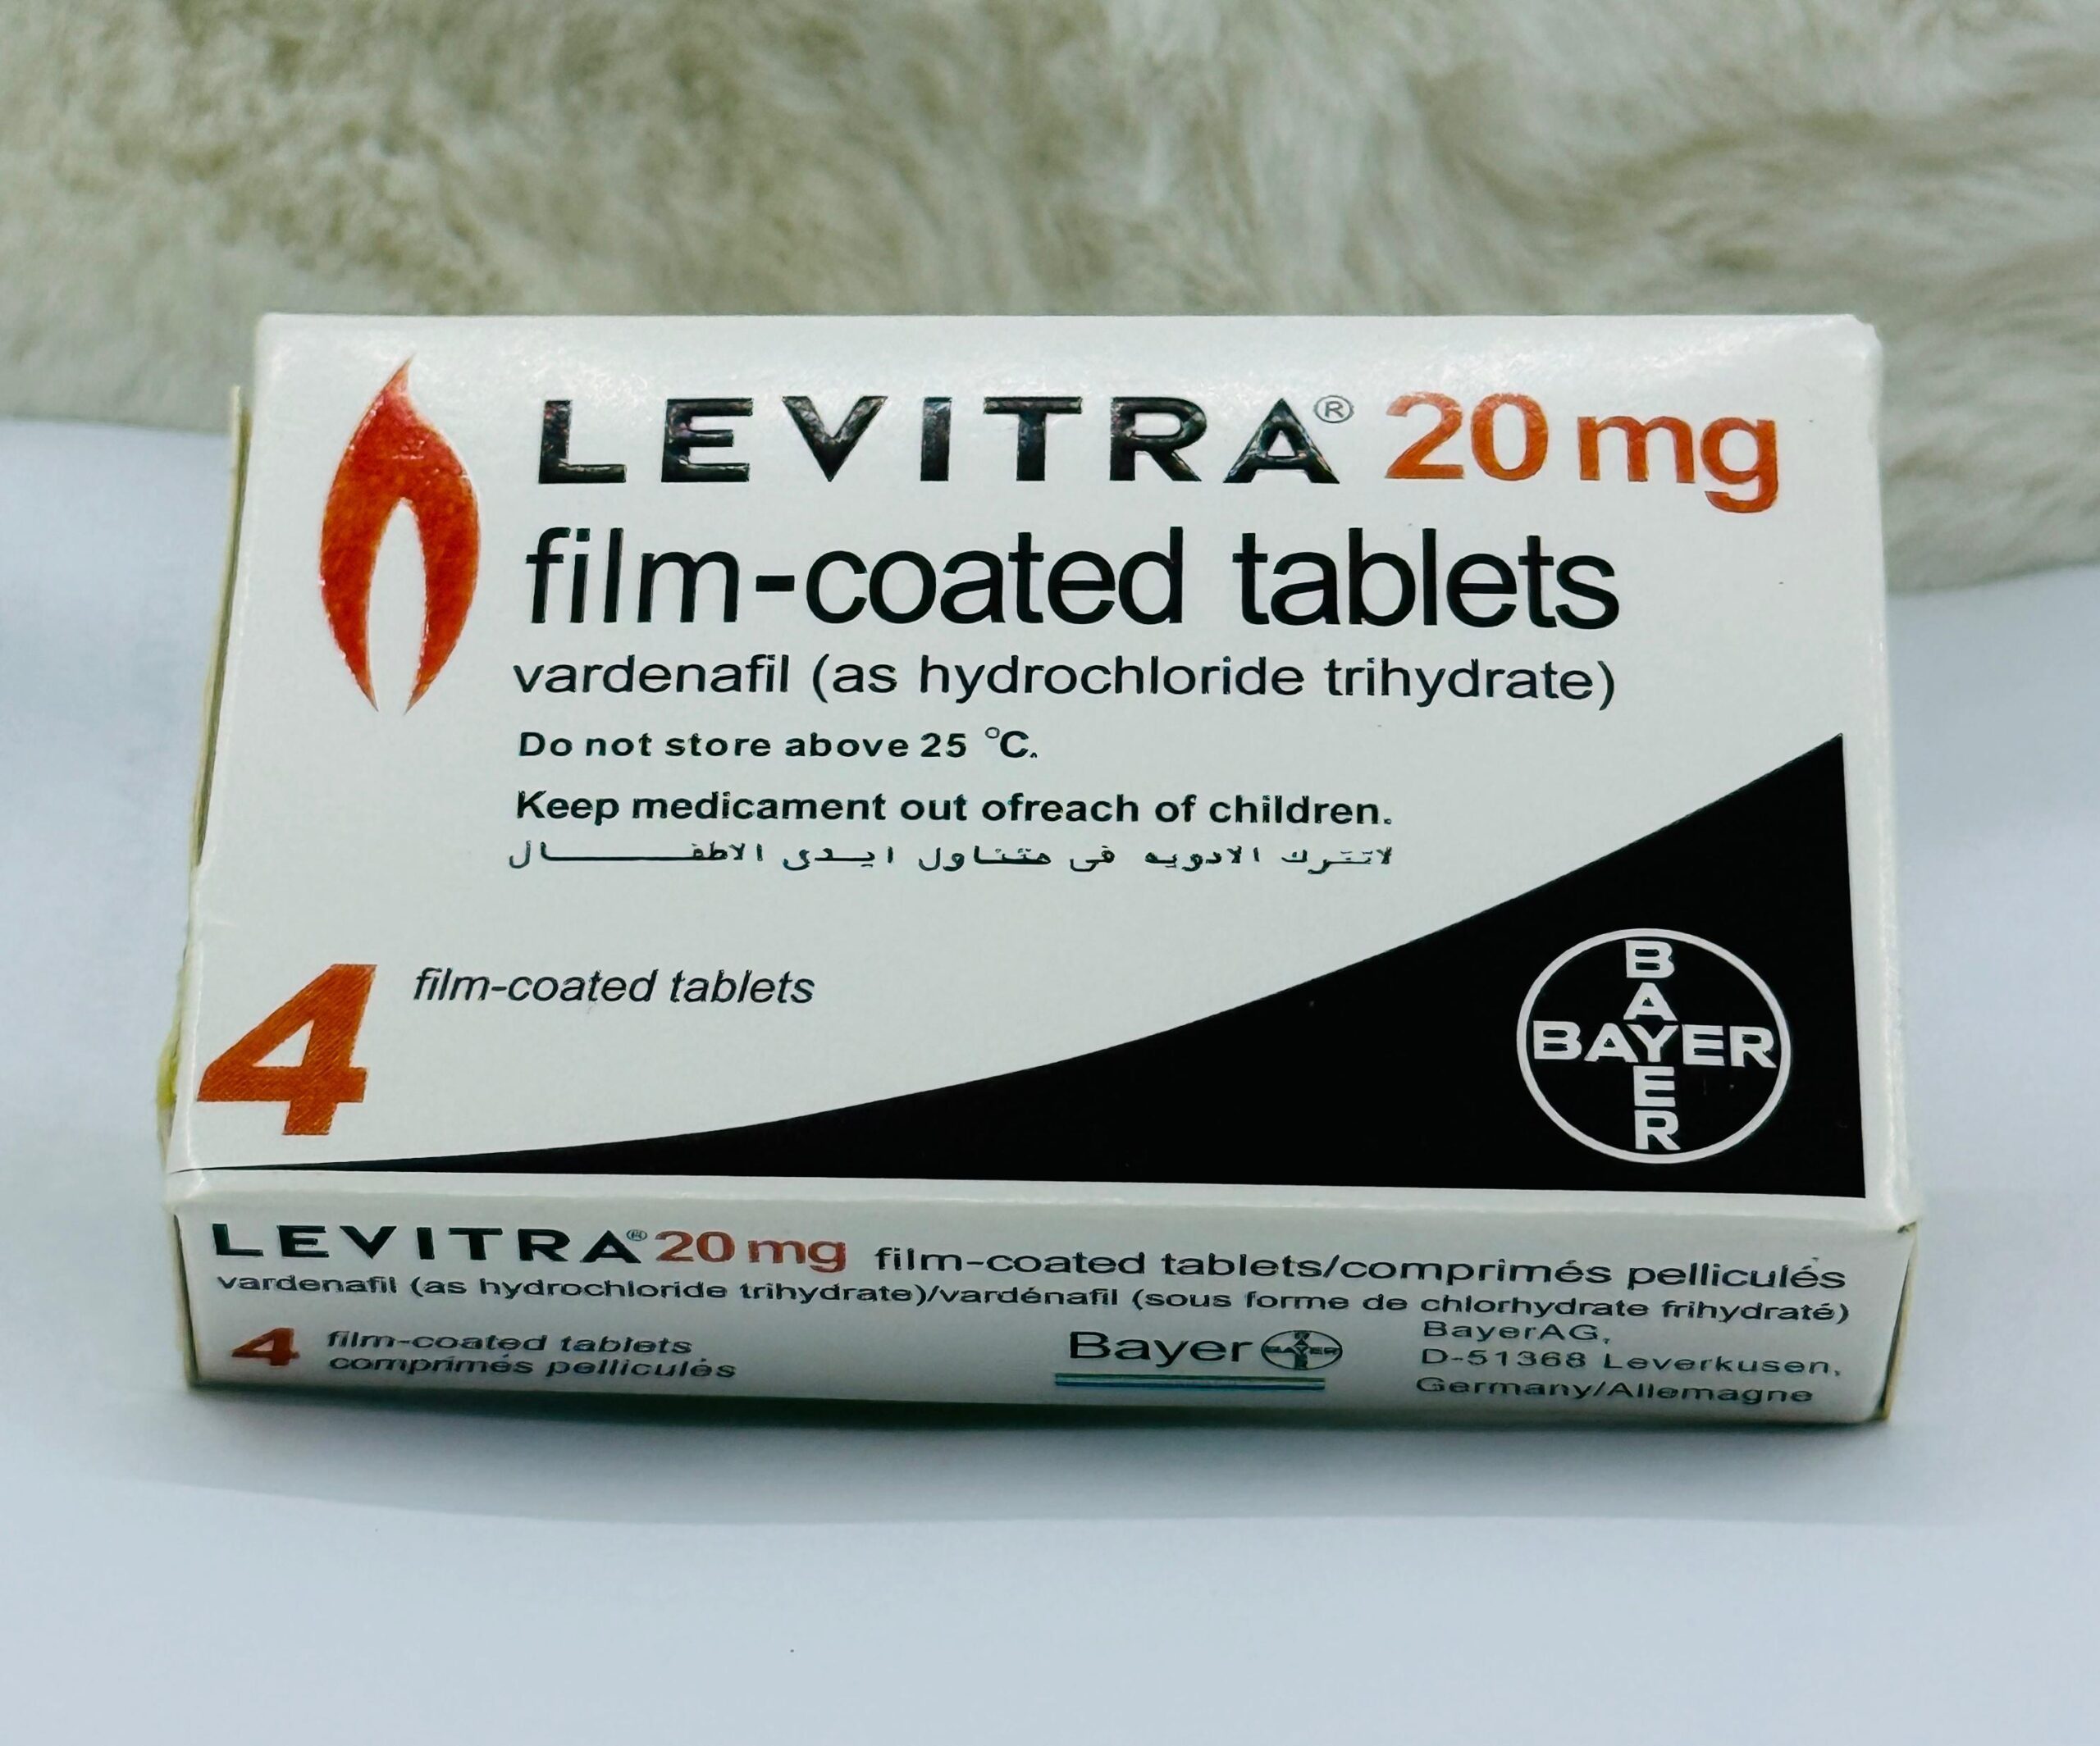 LEVITRA® 20 mg
film-coated tablets
vardenafil (as hydrochloride trihydrate)
Do not store above 25 °C.
Keep medicament out ofreach of children.
لاتترك الادويه فى متناول ايدى الاطفـــــال
4 film-coated tablets
BAYER
BAYER
LEVITRA® 20 mg film-coated tablets/comprimés pelliculés
vardenafil (as hydrochloride trihydrate)/vardénafil (sous forme de chlorhydrate frihydraté)
4 film-coated tablets
comprimés pelliculés
Bayer BAYER
BayerAG,
D-51368 Leverkusen,
Germany/Allemagne